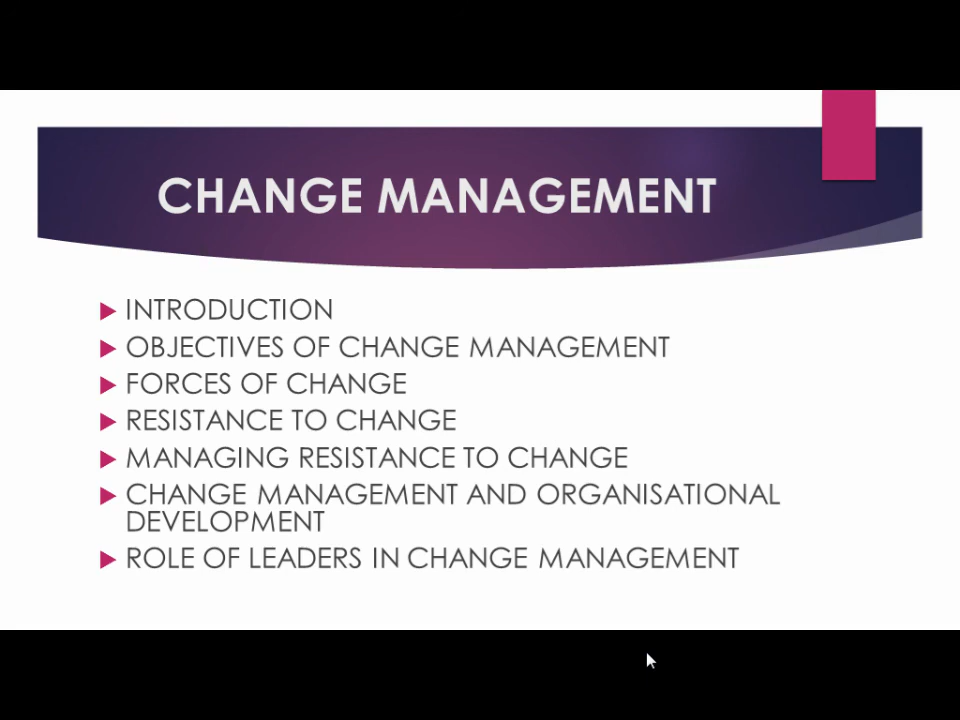 CHANGE MANAGEMENT
INTRODUCTION
OBJECTIVES OF CHANGE MANAGEMENT
FORCES OF CHANGE
RESISTANCE TO CHANGE
MANAGING RESISTANCE TO CHANGE
CHANGE MANAGEMENT AND ORGANISATIONAL
DEVELOPMENT
ROLE OF LEADERS IN CHANGE MANAGEMENT